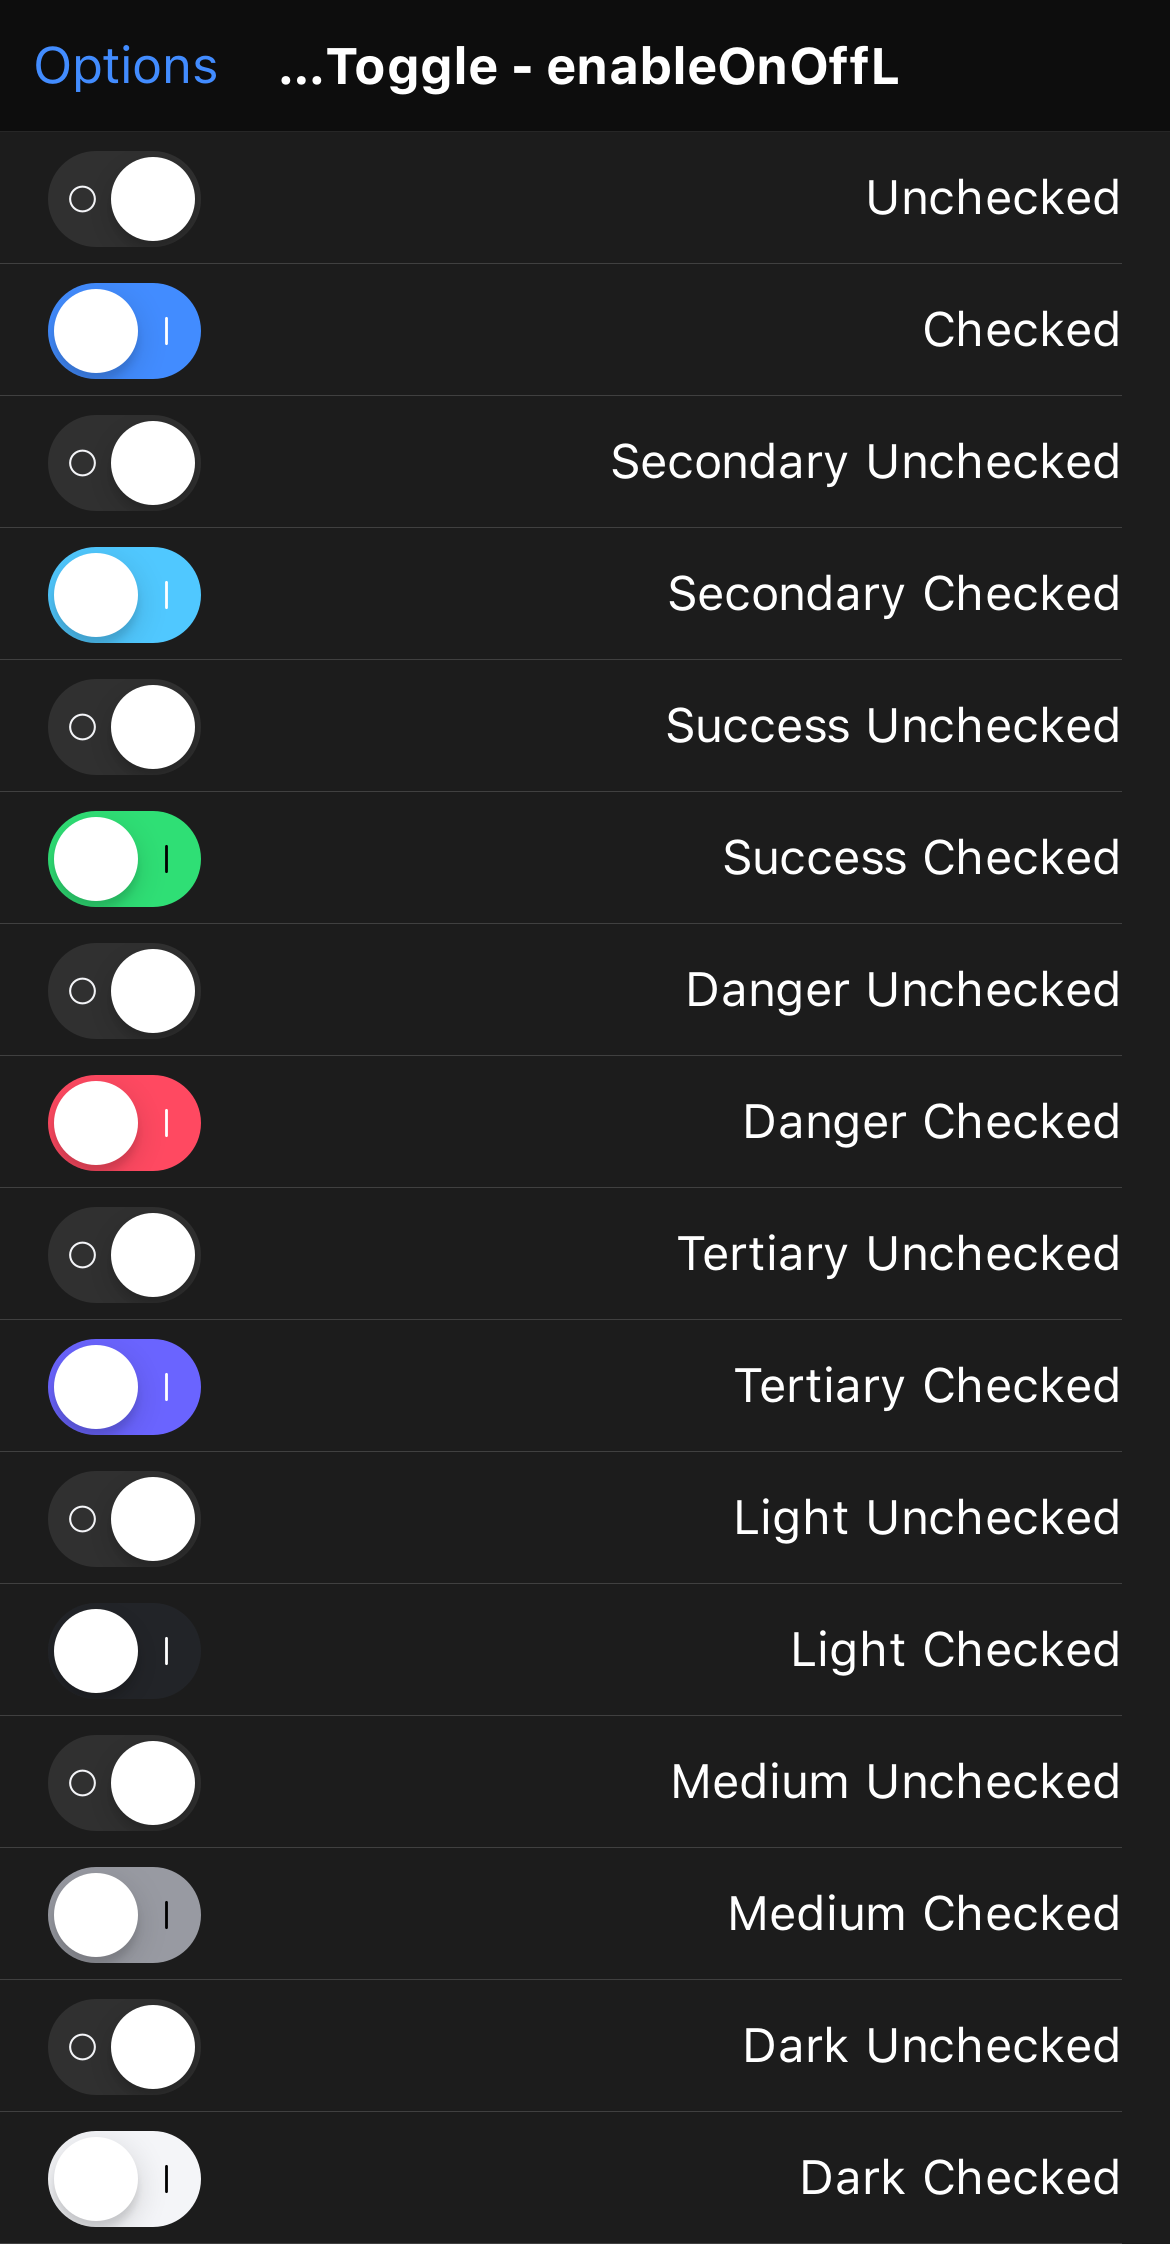 Options
...Toggle - enableOnOffL
Unchecked
Checked
Secondary Unchecked
Secondary Checked
Success Unchecked
Success Checked
Danger Unchecked
Danger Checked
Tertiary Unchecked
Tertiary Checked
Light Unchecked
Light Checked
Medium Unchecked
Medium Checked
Dark Unchecked
Dark Checked